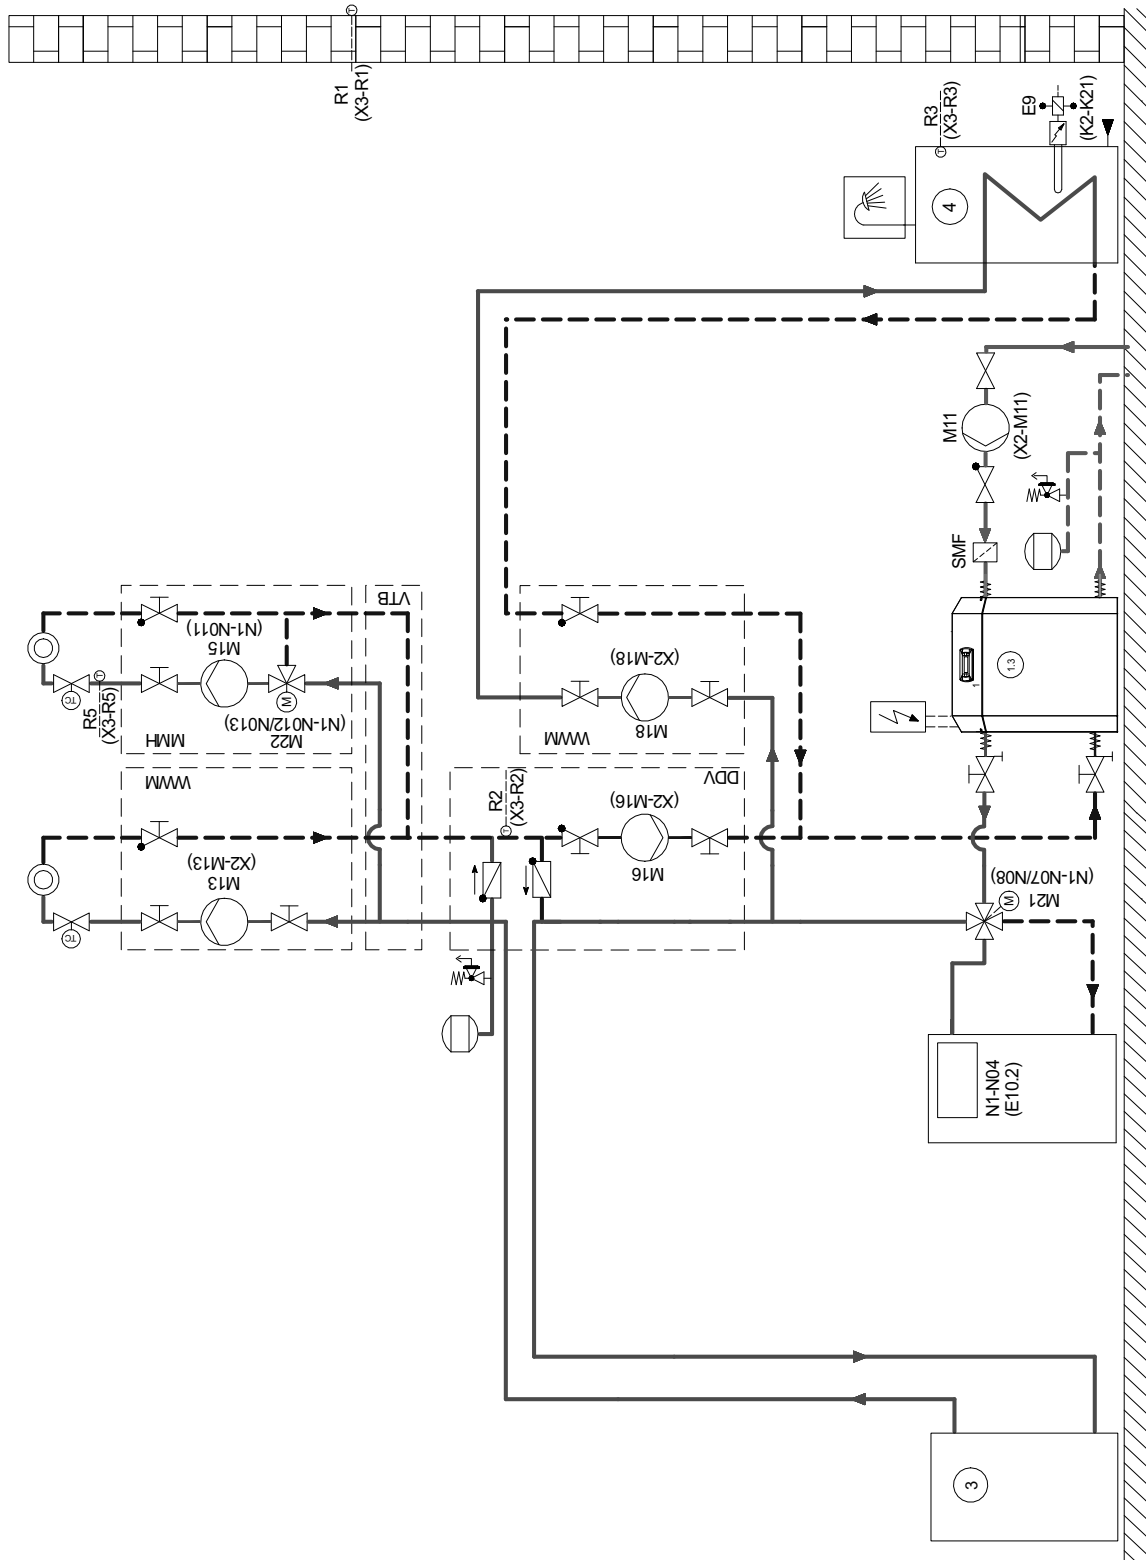 R1
(X3-R1)
R3
(X3-R3)
E9
(K2-K21)
4
T
T
M11
(X2-M11)
SMF
VTB
(N1-N011)
M15
M
(N1-N012/N013)
M22
MMH
R5
(X3-R5)
T
TC
WWM
(X2-M13)
M13
TC
(X2-M18)
M18
WWM
DDV
R2
(X3-R2)
T
(X2-M16)
M16
1.3
1
(N1-N07/N08)
M21
M
N1-N04
(E10.2)
3